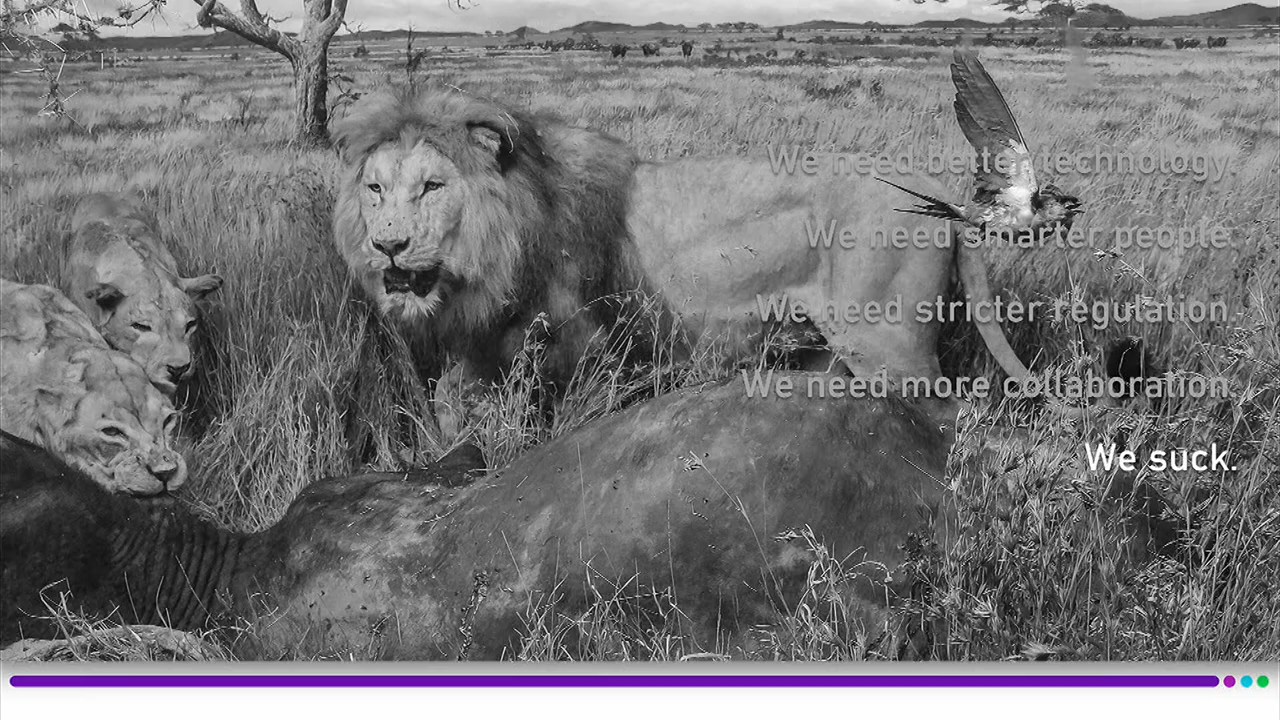 We need better technology
We need smarter people
We need stricter regulation
We need more collaboration
We suck.